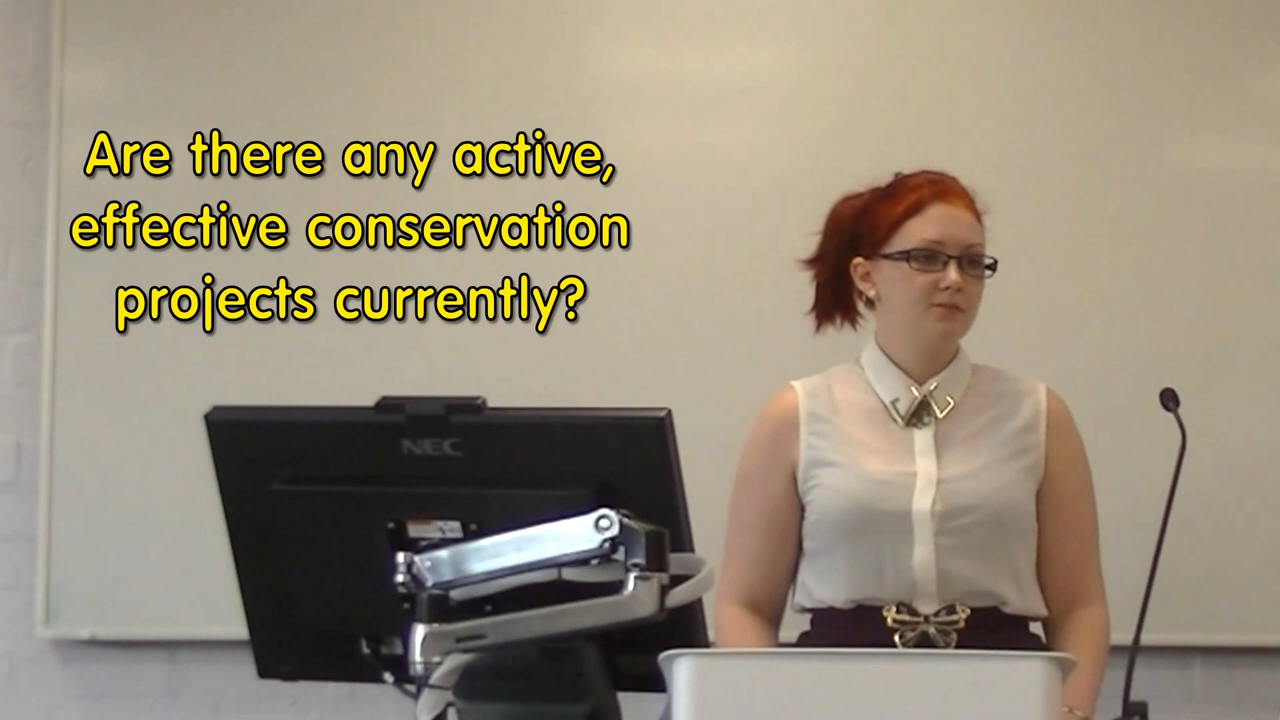 Are there any active,
effective conservation
projects currently?
NEC